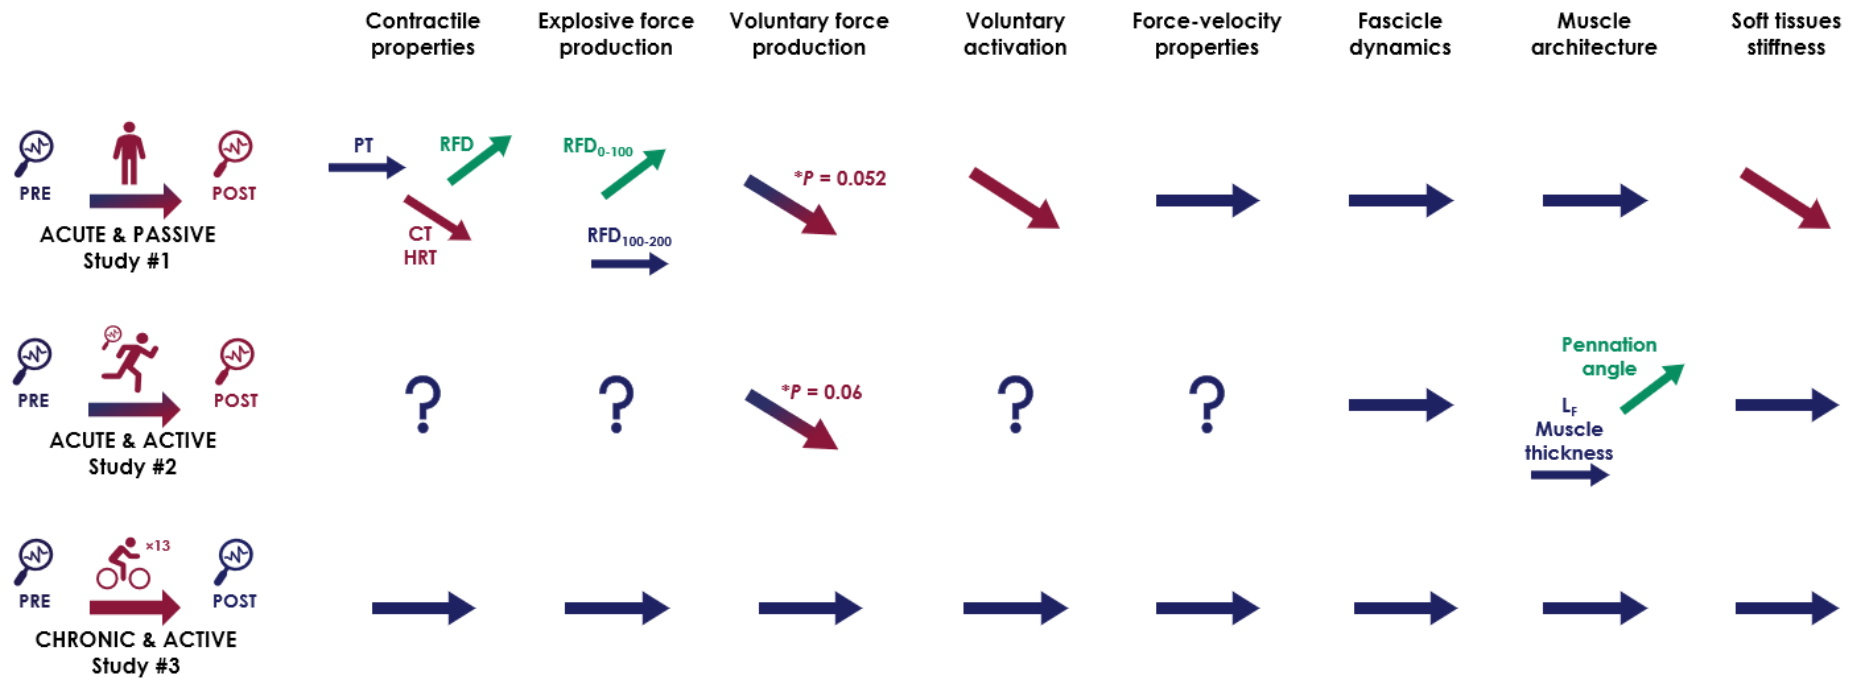 Contractile
properties
Explosive force
production
Voluntary force
production
Voluntary
activation
Force-velocity
properties
Fascicle
dynamics
Muscle
architecture
Soft tissues
stiffness
PRE
POST
ACUTE & PASSIVE
Study #1
PT
RFD
CT
HRT
RFD0-100
RFD100-200
*P = 0.052
PRE
POST
ACUTE & ACTIVE
Study #2
?
?
*P = 0.06
?
?
Pennation
angle
LF
Muscle
thickness
×13
PRE
POST
CHRONIC & ACTIVE
Study #3